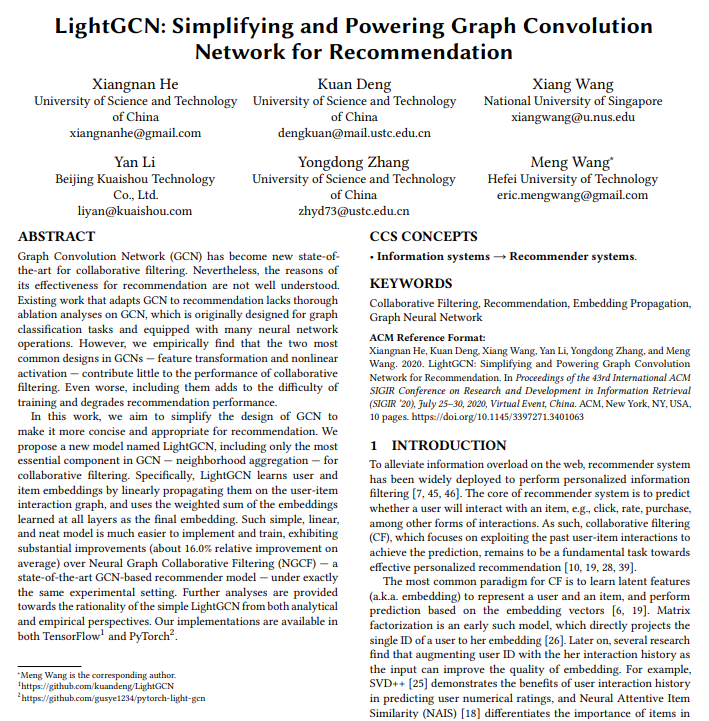 LightGCN: Simplifying and Powering Graph Convolution
Network for Recommendation
Xiangnan He
University of Science and Technology
of China
xiangnanhe@gmail.com
Kuan Deng
University of Science and Technology
of China
dengkuan@mail.ustc.edu.cn
Xiang Wang
National University of Singapore
xiangwang@u.nus.edu
Yan Li
Beijing Kuaishou Technology
Co., Ltd.
liyan@kuaishou.com
Yongdong Zhang
University of Science and Technology
of China
zhyd73@ustc.edu.cn
Meng Wang*
Hefei University of Technology
eric.mengwang@gmail.com
ABSTRACT
Graph Convolution Network (GCN) has become new state-of-
the-art for collaborative filtering. Nevertheless, the reasons of
its effectiveness for recommendation are not well understood.
Existing work that adapts GCN to recommendation lacks thorough
ablation analyses on GCN, which is originally designed for graph
classification tasks and equipped with many neural network
operations. However, we empirically find that the two most
common designs in GCNs — feature transformation and nonlinear
activation — contribute little to the performance of collaborative
filtering. Even worse, including them adds to the difficulty of
training and degrades recommendation performance.
In this work, we aim to simplify the design of GCN to
make it more concise and appropriate for recommendation. We
propose a new model named LightGCN, including only the most
essential component in GCN — neighborhood aggregation — for
collaborative filtering. Specifically, LightGCN learns user and
item embeddings by linearly propagating them on the user-item
interaction graph, and uses the weighted sum of the embeddings
learned at all layers as the final embedding. Such simple, linear,
and neat model is much easier to implement and train, exhibiting
substantial improvements (about 16.0% relative improvement on
average) over Neural Graph Collaborative Filtering (NGCF) — a
state-of-the-art GCN-based recommender model — under exactly
the same experimental setting. Further analyses are provided
towards the rationality of the simple LightGCN from both analytical
and empirical perspectives. Our implementations are available in
both TensorFlow¹ and PyTorch².
*Meng Wang is the corresponding author.
¹https://github.com/kuandeng/LightGCN
²https://github.com/gusye1234/pytorch-light-gcn
CCS CONCEPTS
• Information systems → Recommender systems.
KEYWORDS
Collaborative Filtering, Recommendation, Embedding Propagation,
Graph Neural Network
ACM Reference Format:
Xiangnan He, Kuan Deng, Xiang Wang, Yan Li, Yongdong Zhang, and Meng
Wang. 2020. LightGCN: Simplifying and Powering Graph Convolution
Network for Recommendation. In Proceedings of the 43rd International ACM
SIGIR Conference on Research and Development in Information Retrieval
(SIGIR '20), July 25–30, 2020, Virtual Event, China. ACM, New York, NY, USA,
10 pages. https://doi.org/10.1145/3397271.3401063
1 INTRODUCTION
To alleviate information overload on the web, recommender system
has been widely deployed to perform personalized information
filtering [7, 45, 46]. The core of recommender system is to predict
whether a user will interact with an item, e.g., click, rate, purchase,
among other forms of interactions. As such, collaborative filtering
(CF), which focuses on exploiting the past user-item interactions to
achieve the prediction, remains to be a fundamental task towards
effective personalized recommendation [10, 19, 28, 39].
The most common paradigm for CF is to learn latent features
(a.k.a. embedding) to represent a user and an item, and perform
prediction based on the embedding vectors [6, 19]. Matrix
factorization is an early such model, which directly projects the
single ID of a user to her embedding [26]. Later on, several research
find that augmenting user ID with the her interaction history as
the input can improve the quality of embedding. For example,
SVD++ [25] demonstrates the benefits of user interaction history
in predicting user numerical ratings, and Neural Attentive Item
Similarity (NAIS) [18] differentiates the importance of items in